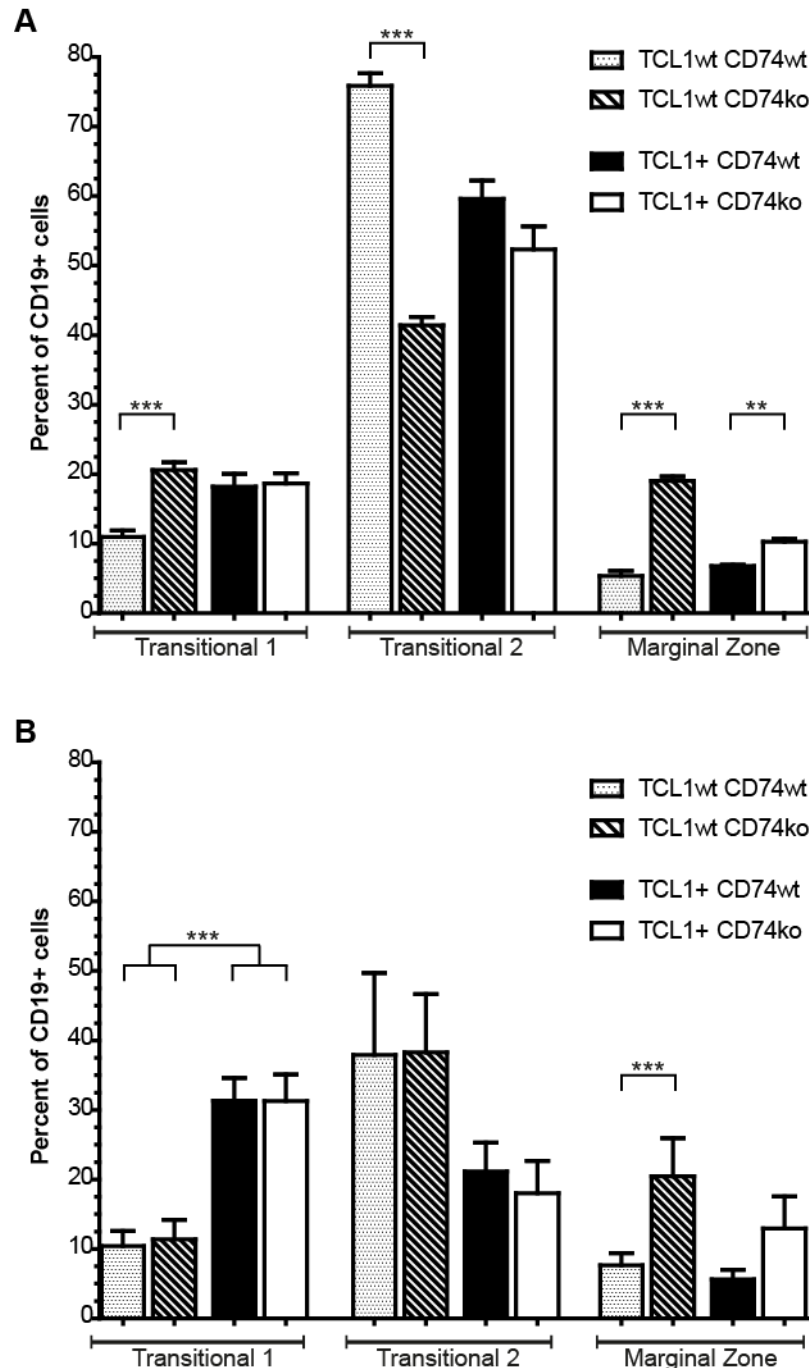 A
***
80
70
60
50
40
30
20
10
0
Percent of CD19+ cells
TCL1wt CD74wt
TCL1wt CD74ko
TCL1+ CD74wt
TCL1+ CD74ko
***
***
**
Transitional 1
Transitional 2
Marginal Zone
B
80
70
60
50
40
30
20
10
0
Percent of CD19+ cells
TCL1wt CD74wt
TCL1wt CD74ko
TCL1+ CD74wt
TCL1+ CD74ko
***
***
Transitional 1
Transitional 2
Marginal Zone